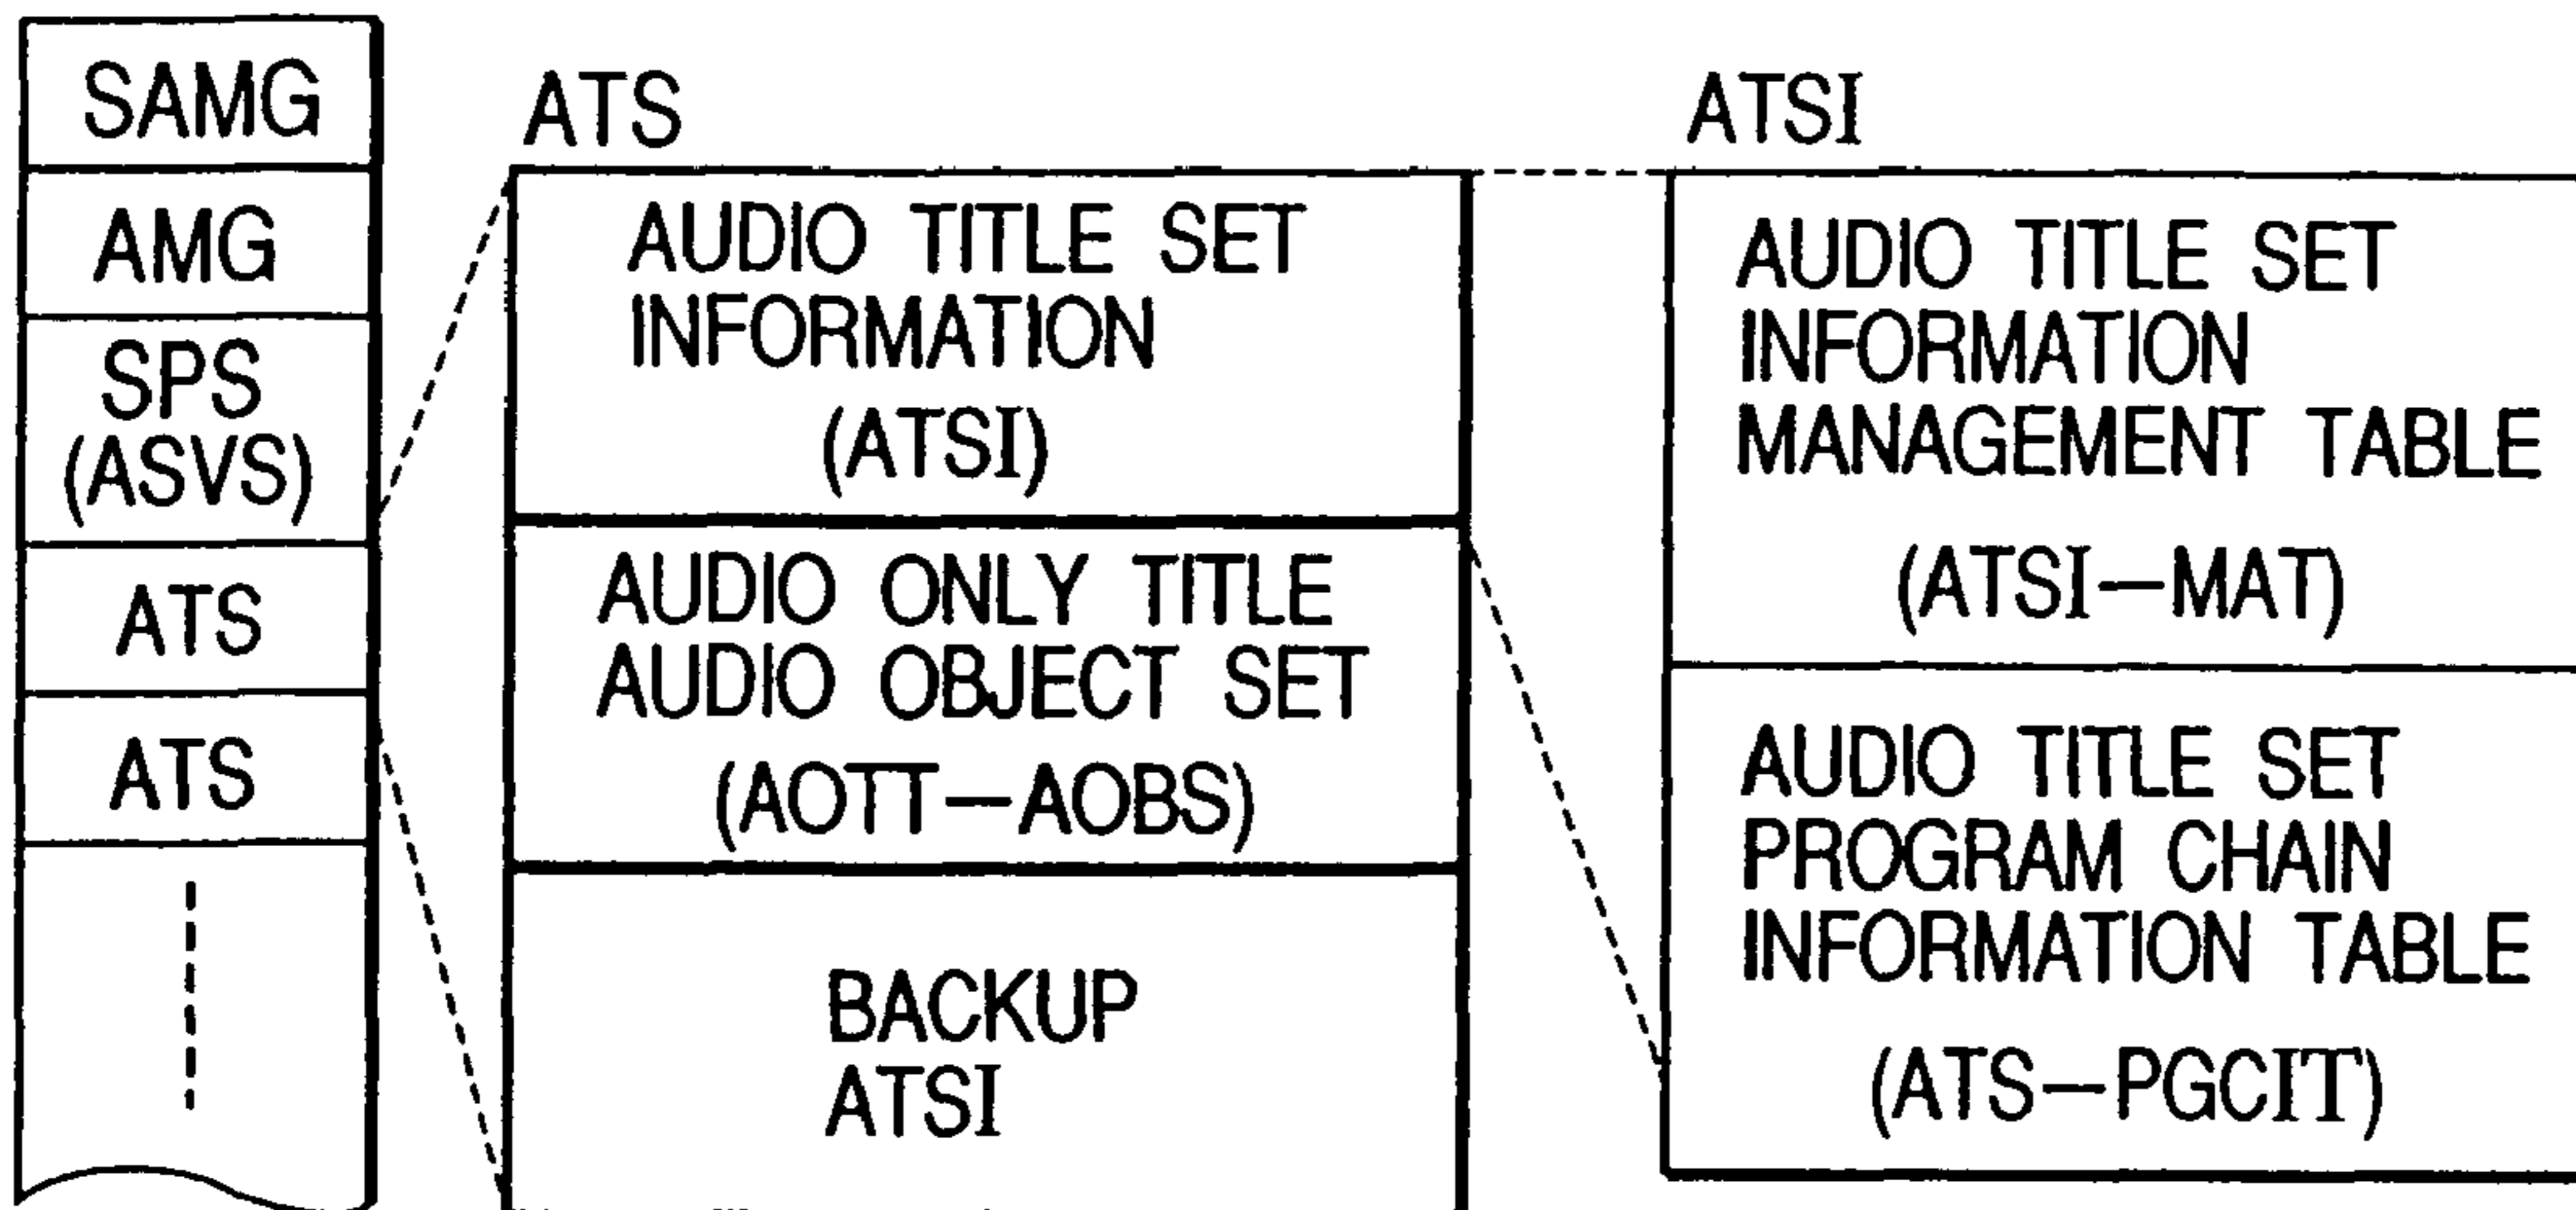 SAMG
AMG
SPS
(ASVS)
ATS
ATS
ATS
AUDIO TITLE SET
INFORMATION
(ATSI)
AUDIO ONLY TITLE
AUDIO OBJECT SET
(AOTT-AOBS)
BACKUP
ATSI
ATSI
AUDIO TITLE SET
INFORMATION
MANAGEMENT TABLE
(ATSI-MAT)
AUDIO TITLE SET
PROGRAM CHAIN
INFORMATION TABLE
(ATS-PGCIT)